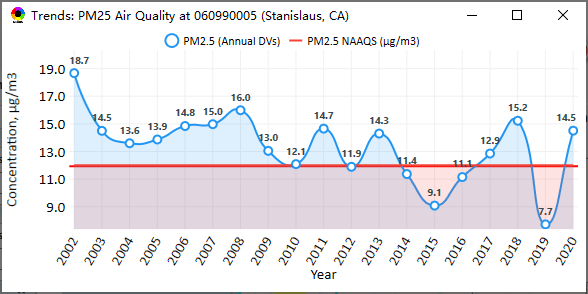 Trends: PM25 Air Quality at 060990005 (Stanislaus, CA)
PM2.5 (Annual DVs) PM2.5 NAAQS (µg/m3)
Concentration, µg/m3
19.0
17.0
15.0
13.0
11.0
9.0
18.7 14.5 13.6 13.9 14.8 15.0 16.0 13.0 12.1 14.7 11.9 14.3 11.4 9.1 11.1 12.9 15.2 7.7 14.5
2002 2003 2004 2005 2006 2007 2008 2009 2010 2011 2012 2013 2014 2015 2016 2017 2018 2019 2020
Year